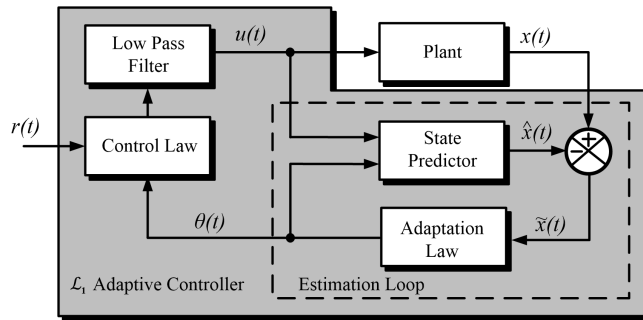 Low Pass
Filter
u(t)
Plant
x(t)
r(t)
Control Law
State
Predictor
x̂(t)
+
−
θ(t)
Adaptation
Law
x̃(t)
ℒ₁ Adaptive Controller
Estimation Loop